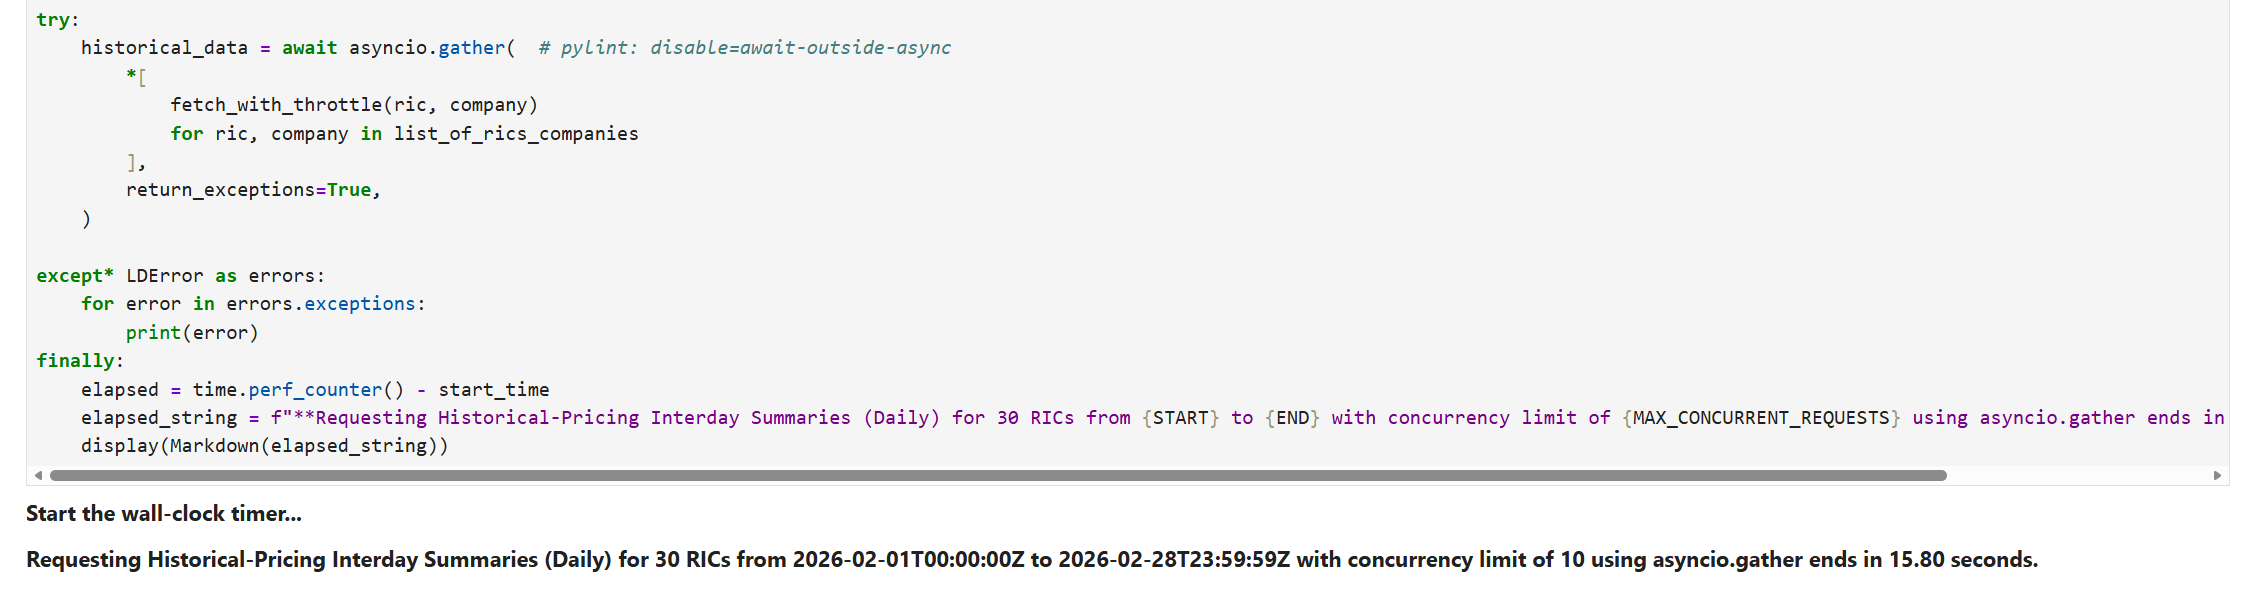 try:
    historical_data = await asyncio.gather(  # pylint: disable=await-outside-async
        *[
            fetch_with_throttle(ric, company)
            for ric, company in list_of_rics_companies
        ],
        return_exceptions=True,
    )

except* LDError as errors:
    for error in errors.exceptions:
        print(error)
finally:
    elapsed = time.perf_counter() - start_time
    elapsed_string = f"**Requesting Historical-Pricing Interday Summaries (Daily) for 30 RICs from {START} to {END} with concurrency limit of {MAX_CONCURRENT_REQUESTS} using asyncio.gather ends in
    display(Markdown(elapsed_string))
Start the wall-clock timer...
Requesting Historical-Pricing Interday Summaries (Daily) for 30 RICs from 2026-02-01T00:00:00Z to 2026-02-28T23:59:59Z with concurrency limit of 10 using asyncio.gather ends in 15.80 seconds.